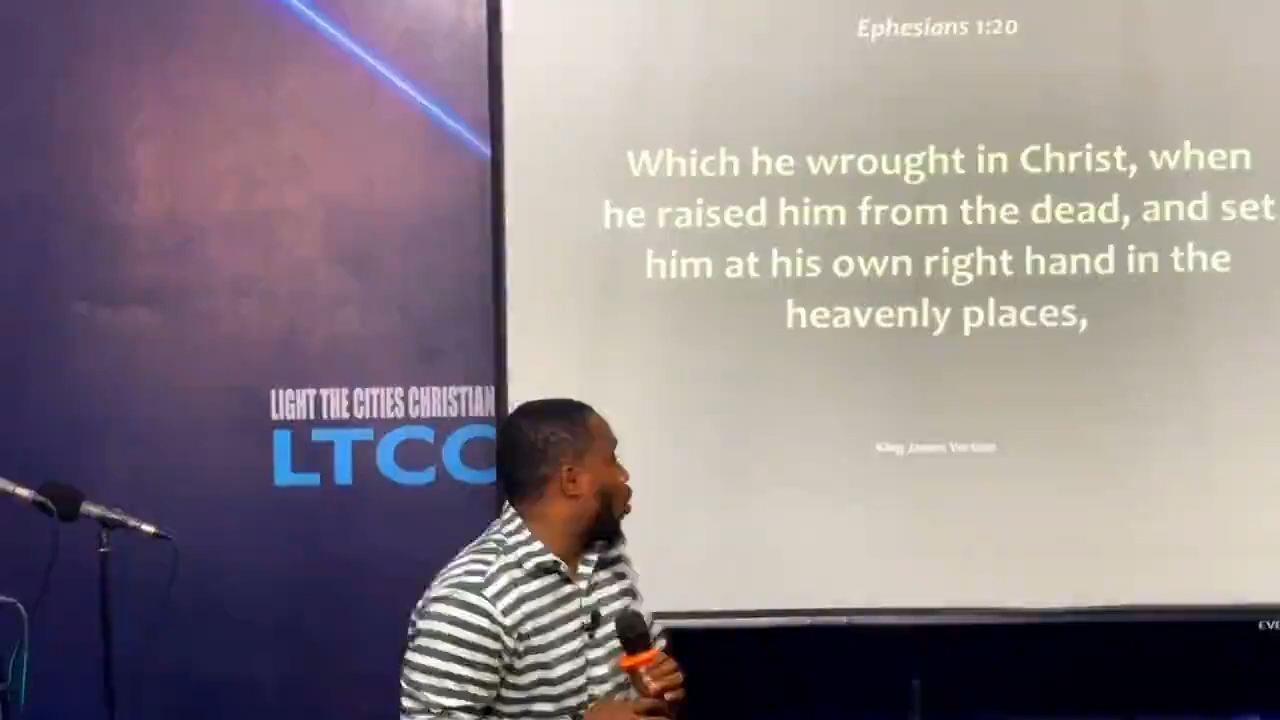 Ephesians 1:20
Which he wrought in Christ, when
he raised him from the dead, and set
him at his own right hand in the
heavenly places,
King James Version
LIGHT THE CITIES CHRISTIAN
LTCC